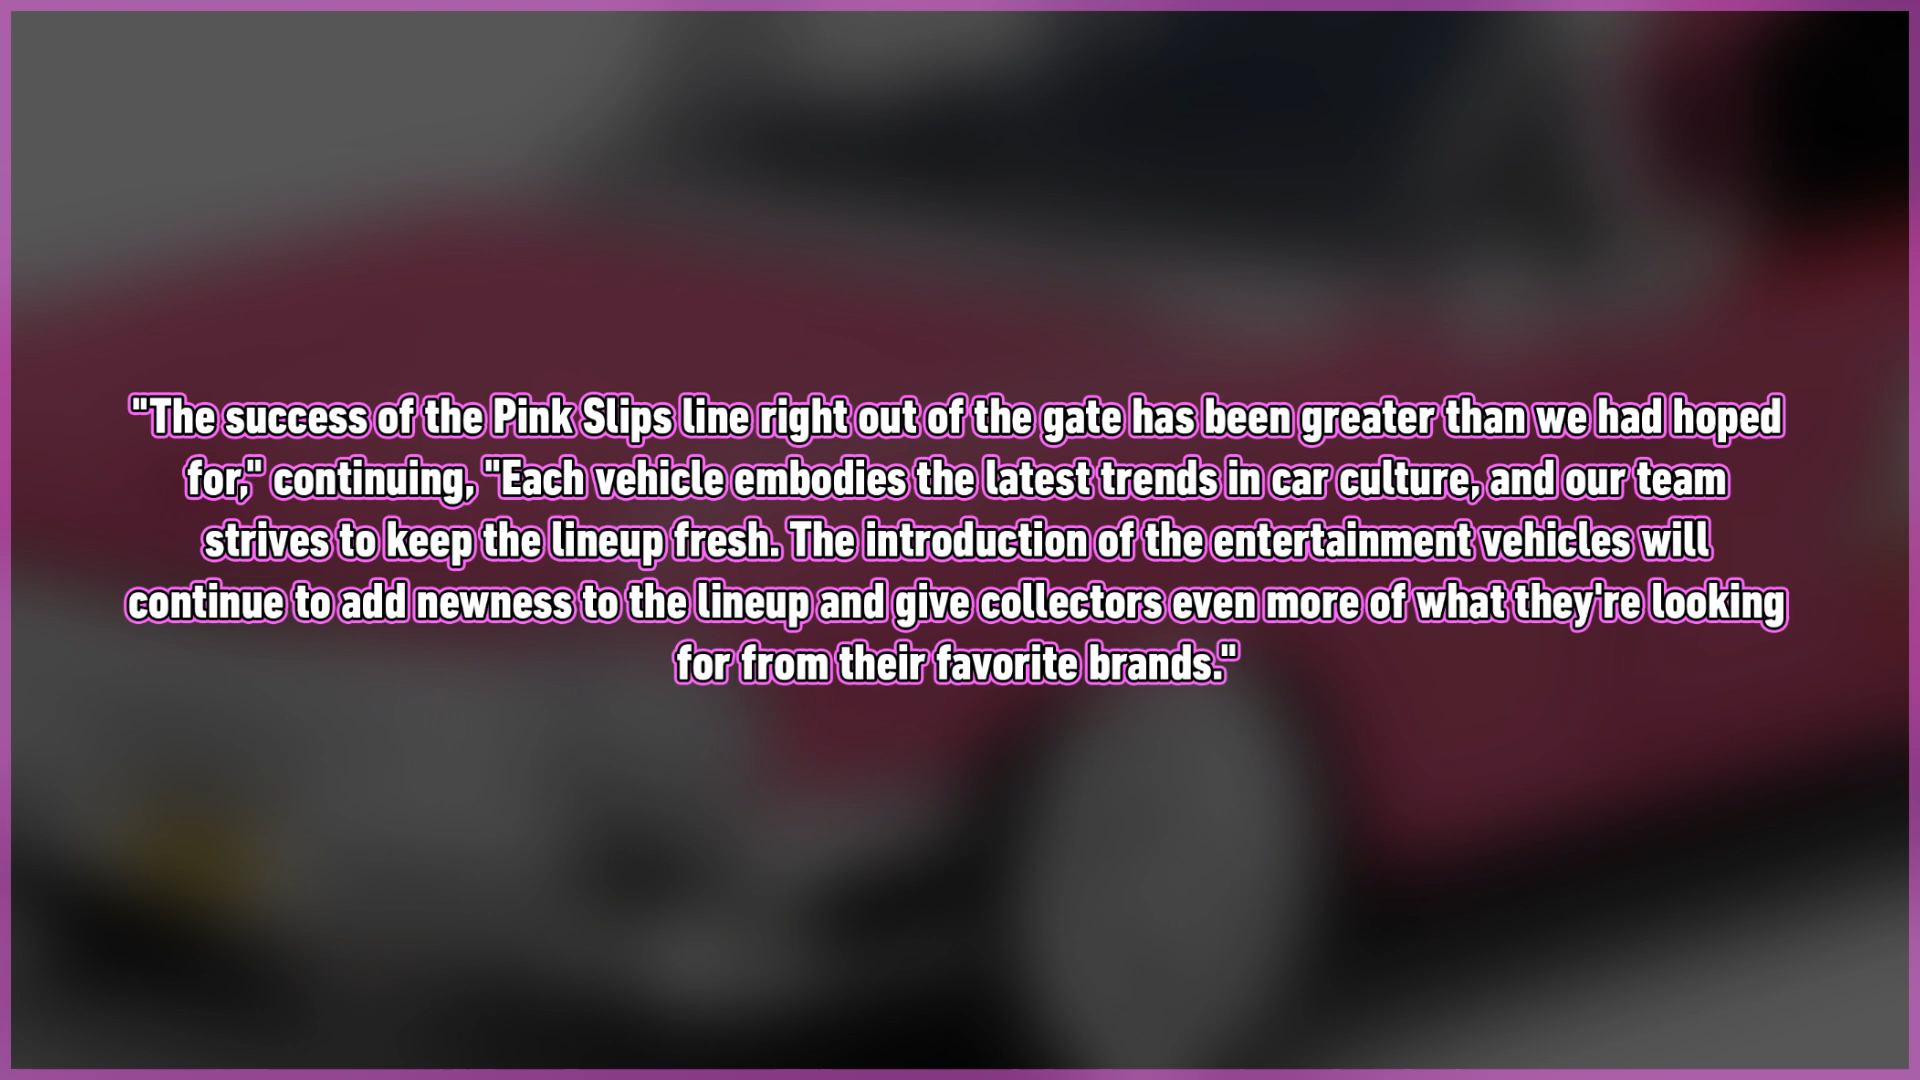 "The success of the Pink Slips line right out of the gate has been greater than we had hoped
for," continuing, "Each vehicle embodies the latest trends in car culture, and our team
strives to keep the lineup fresh. The introduction of the entertainment vehicles will
continue to add newness to the lineup and give collectors even more of what they're looking
for from their favorite brands."